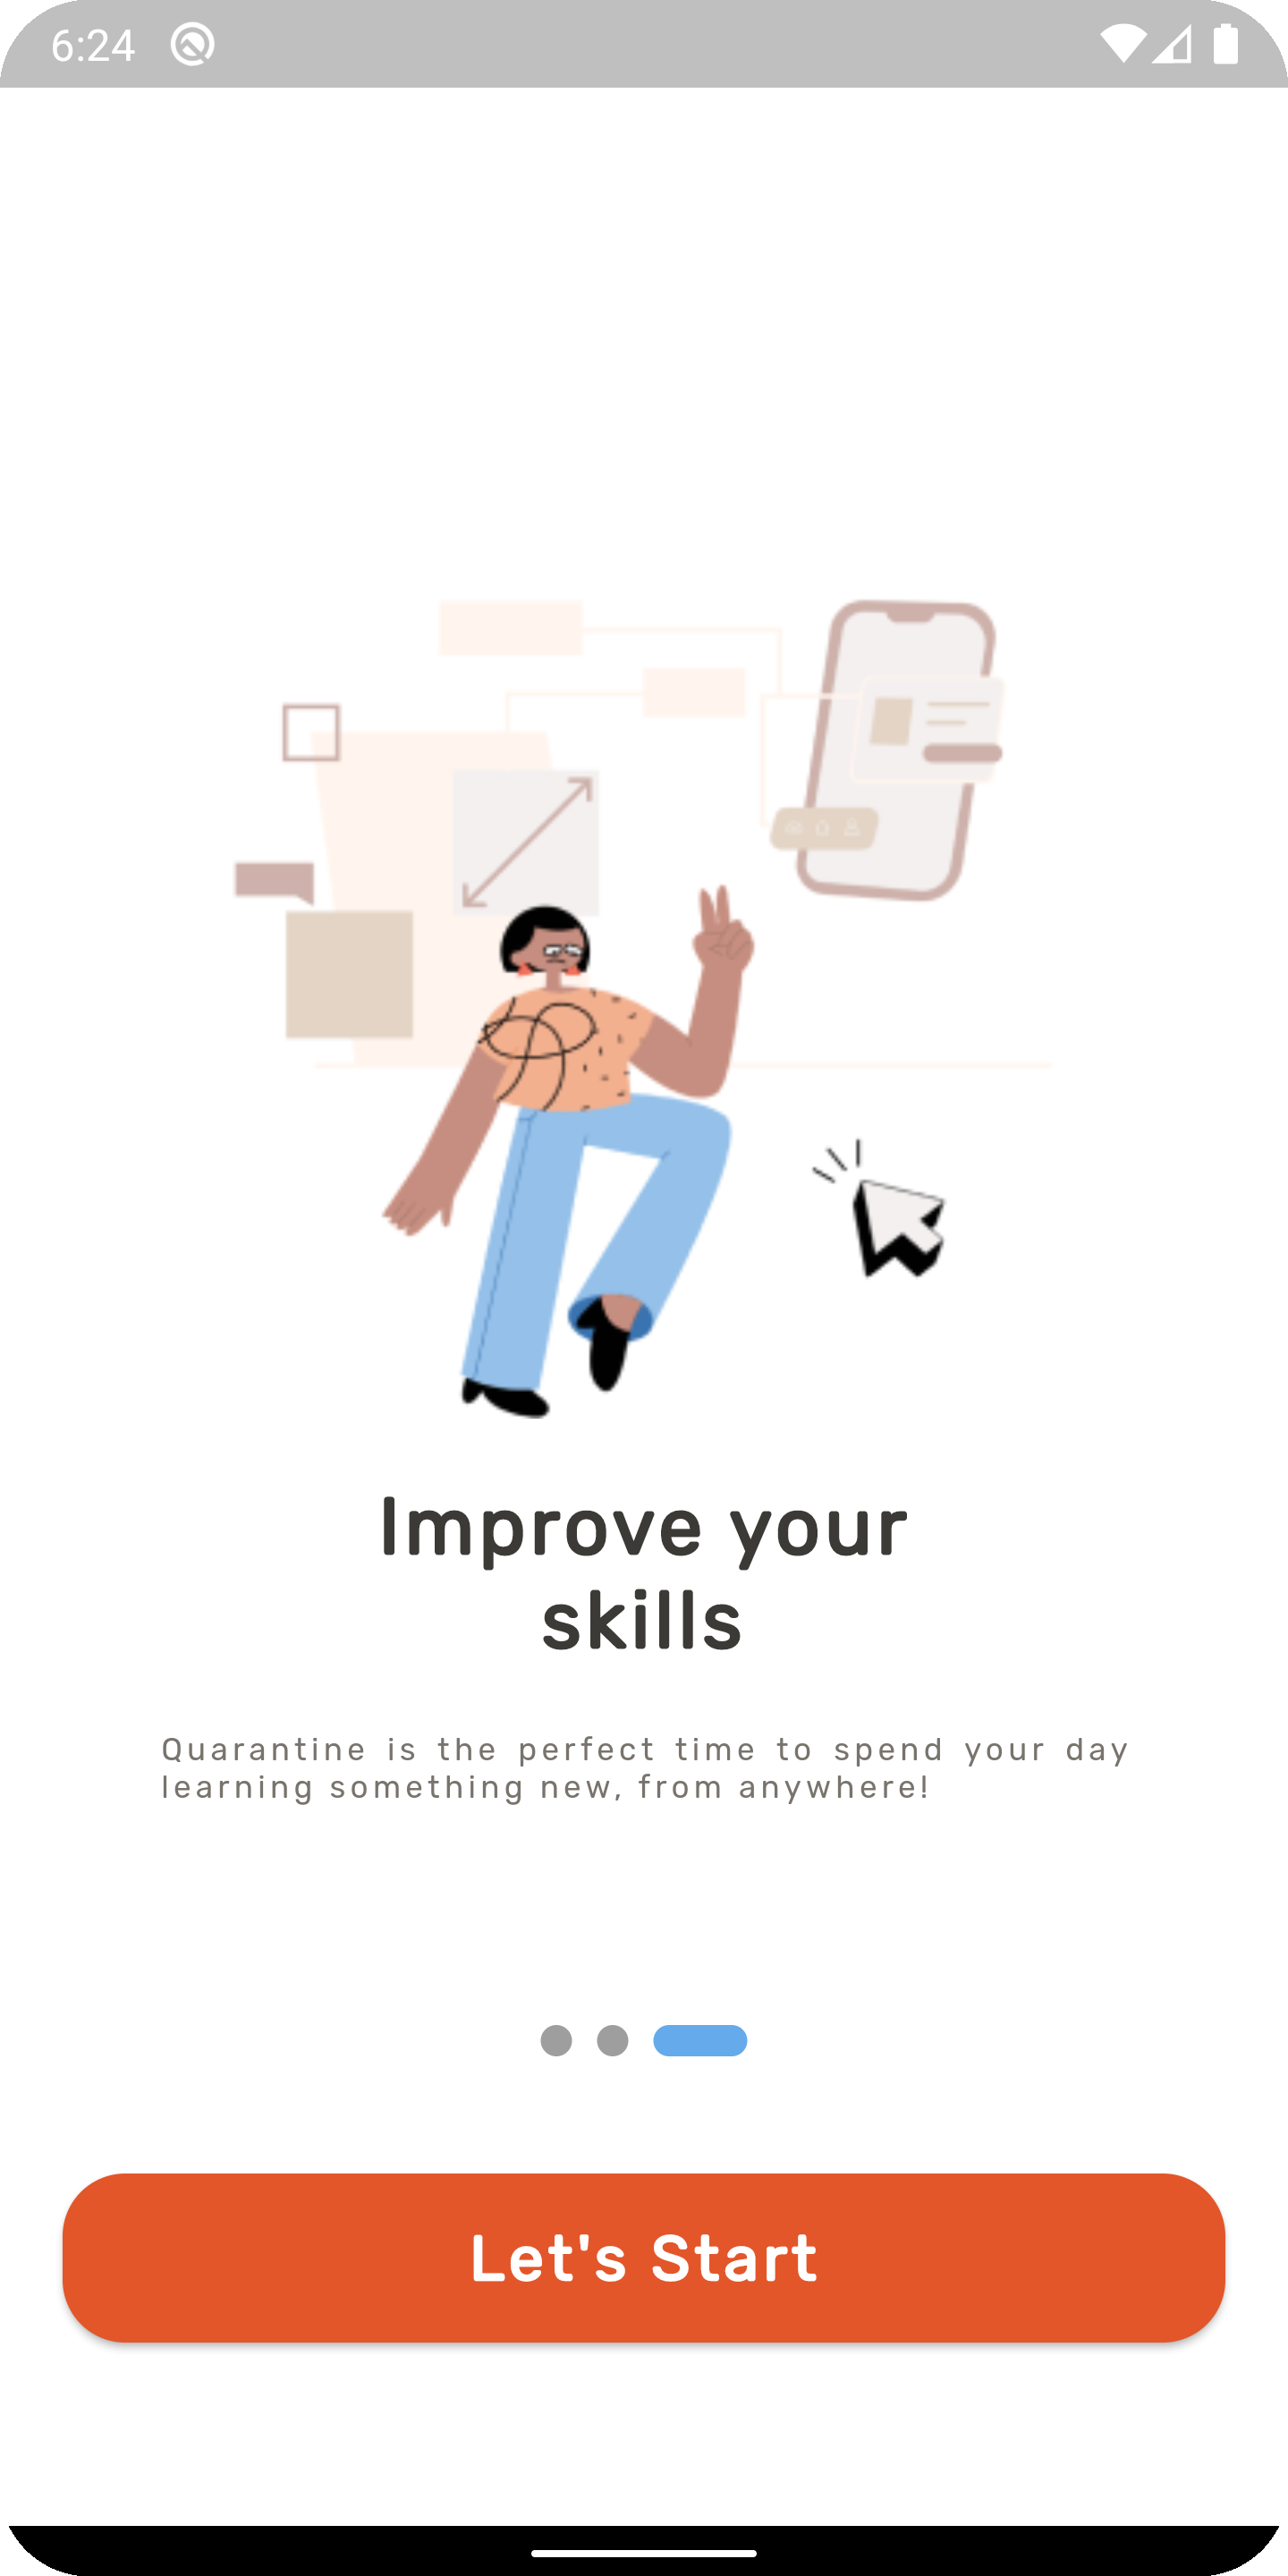 6:24
Improve your
skills
Quarantine is the perfect time to spend your day
learning something new, from anywhere!
Let's Start